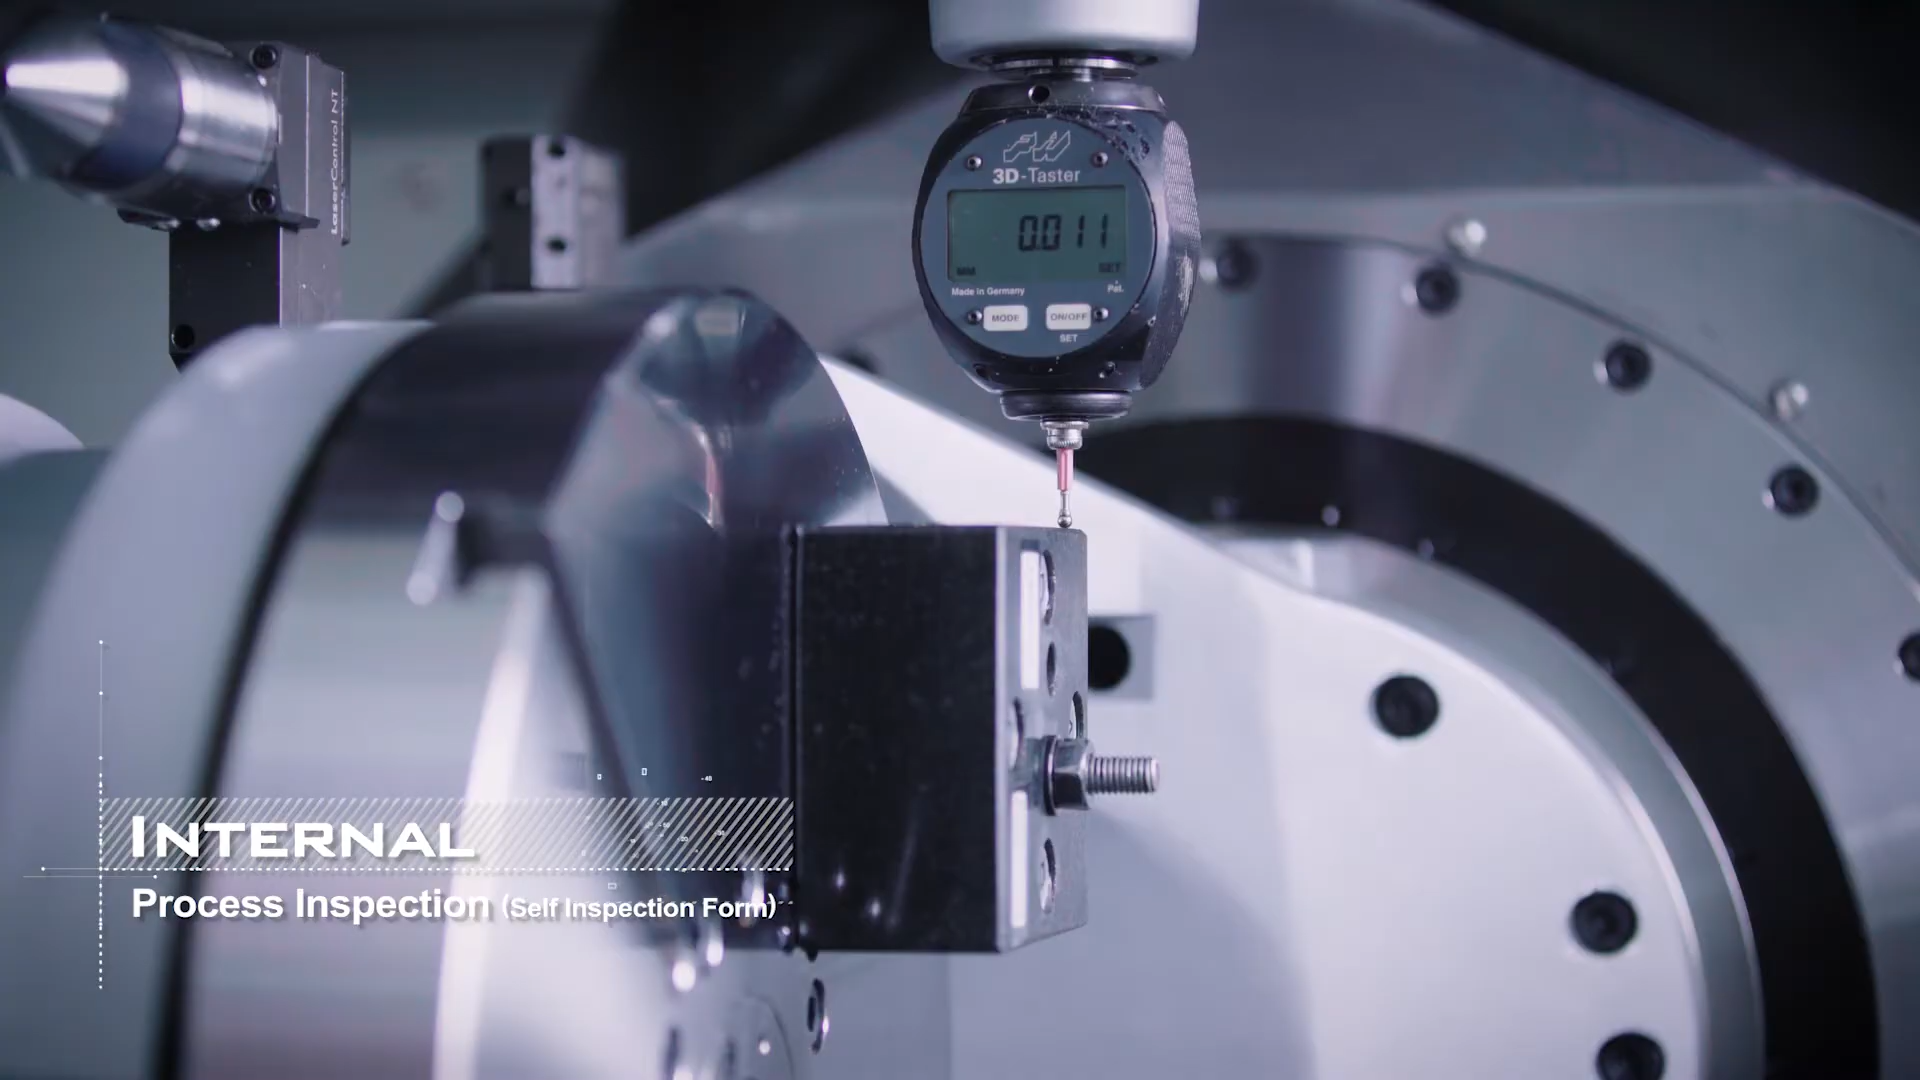 LaserControl NT
3D-Taster
0.011
MM SET
Made in Germany Pat.
MODE ON/OFF
SET
INTERNAL
Process Inspection (Self Inspection Form)